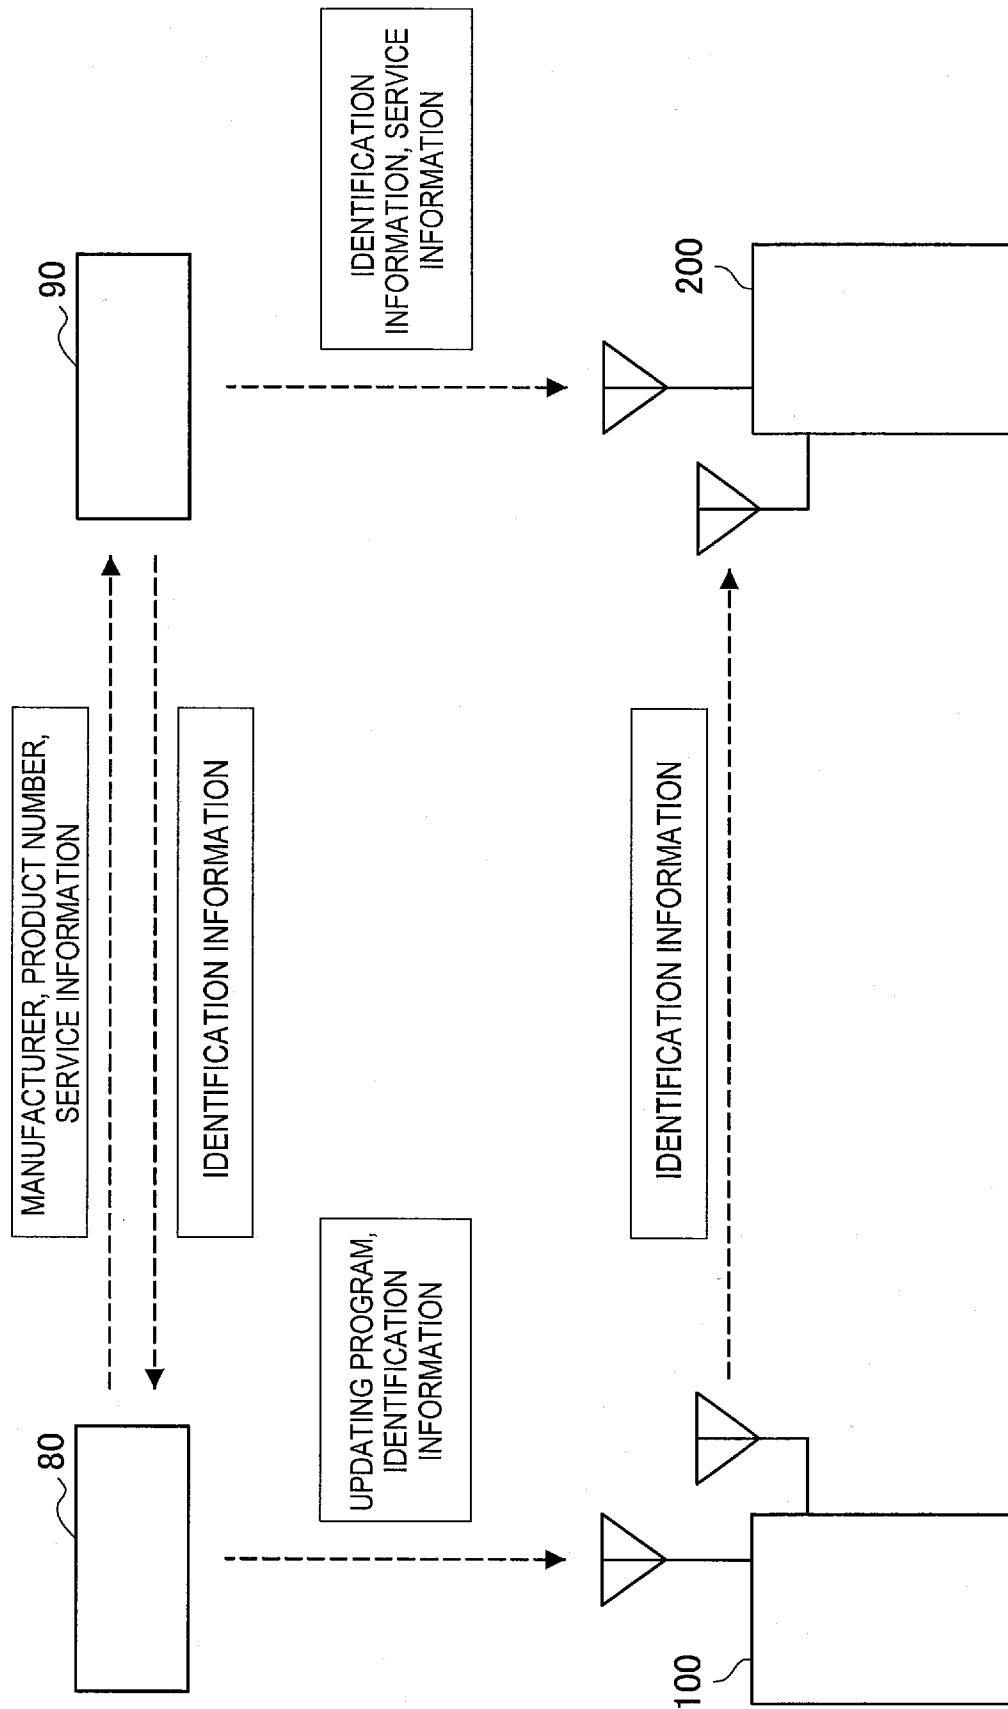 80
MANUFACTURER, PRODUCT NUMBER,
SERVICE INFORMATION
90
IDENTIFICATION INFORMATION
UPDATING PROGRAM,
IDENTIFICATION
INFORMATION
IDENTIFICATION
INFORMATION, SERVICE
INFORMATION
100
IDENTIFICATION INFORMATION
200